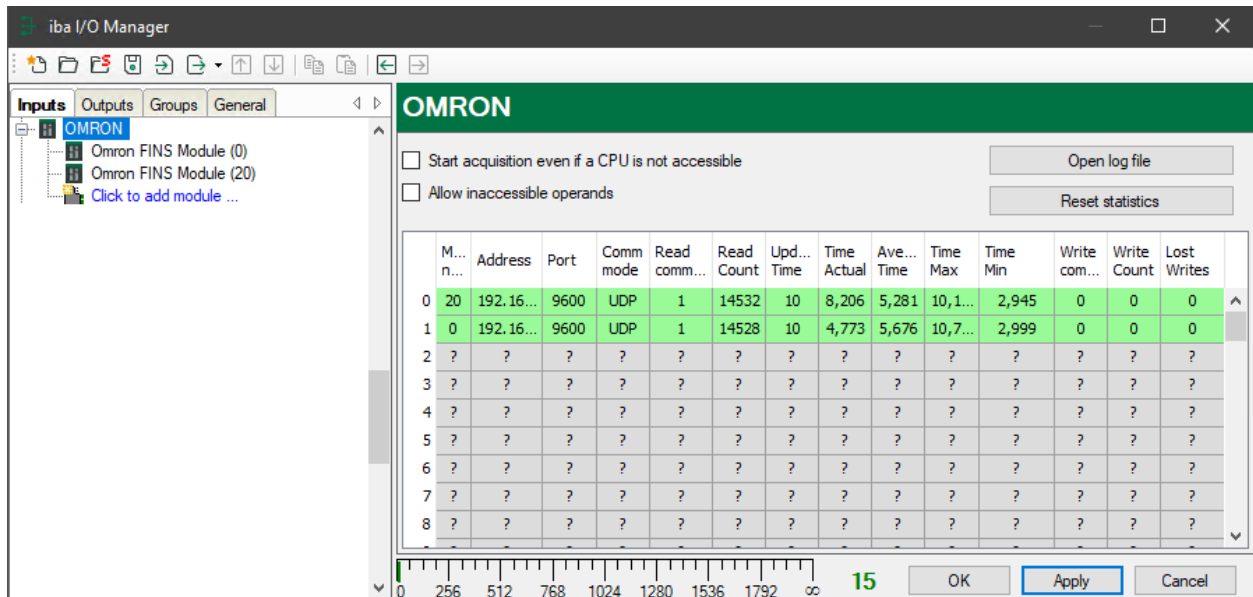 iba I/O Manager
Inputs Outputs Groups General
OMRON
Omron FINS Module (0)
Omron FINS Module (20)
Click to add module ...
OMRON
Start acquisition even if a CPU is not accessible
Open log file
Allow inaccessible operands
Reset statistics
M... n... Address Port Comm mode Read comm... Read Count Upd... Time Time Actual Ave... Time Time Max Time Min Write com... Write Count Lost Writes
0 20 192.16... 9600 UDP 1 14532 10 8,206 5,281 10,1... 2,945 0 0 0
1 0 192.16... 9600 UDP 1 14528 10 4,773 5,676 10,7... 2,999 0 0 0
2 ? ? ? ? ? ? ? ? ? ? ? ? ? ?
3 ? ? ? ? ? ? ? ? ? ? ? ? ? ?
4 ? ? ? ? ? ? ? ? ? ? ? ? ? ?
5 ? ? ? ? ? ? ? ? ? ? ? ? ? ?
6 ? ? ? ? ? ? ? ? ? ? ? ? ? ?
7 ? ? ? ? ? ? ? ? ? ? ? ? ? ?
8 ? ? ? ? ? ? ? ? ? ? ? ? ? ?
0 256 512 768 1024 1280 1536 1792 ∞ 15 OK Apply Cancel